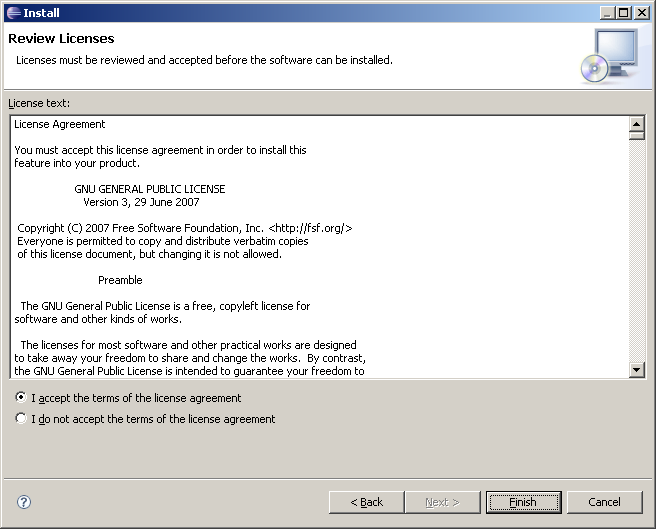 Install
Review Licenses
Licenses must be reviewed and accepted before the software can be installed.
License text:
License Agreement
You must accept this license agreement in order to install this
feature into your product.
GNU GENERAL PUBLIC LICENSE
Version 3, 29 June 2007
Copyright (C) 2007 Free Software Foundation, Inc. <http://fsf.org/>
Everyone is permitted to copy and distribute verbatim copies
of this license document, but changing it is not allowed.
Preamble
The GNU General Public License is a free, copyleft license for
software and other kinds of works.
The licenses for most software and other practical works are designed
to take away your freedom to share and change the works.  By contrast,
the GNU General Public License is intended to guarantee your freedom to
I accept the terms of the license agreement
I do not accept the terms of the license agreement
?
< Back
Next >
Finish
Cancel